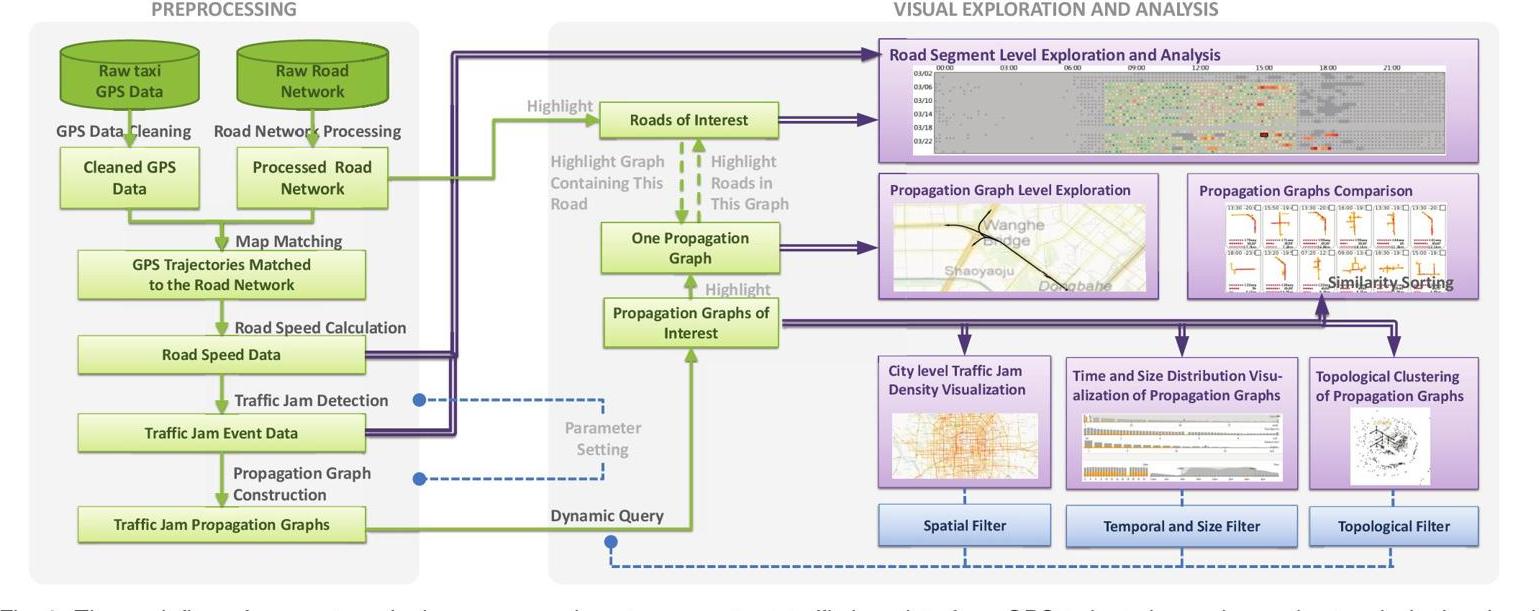 PREPROCESSING
Raw taxi
GPS Data
Raw Road
Network
GPS Data Cleaning
Road Network Processing
Cleaned GPS
Data
Processed Road
Network
Map Matching
GPS Trajectories Matched
to the Road Network
Road Speed Calculation
Road Speed Data
Traffic Jam Detection
Traffic Jam Event Data
Propagation Graph
Construction
Traffic Jam Propagation Graphs
VISUAL EXPLORATION AND ANALYSIS
Highlight
Roads of Interest
Highlight Graph
Containing This
Road
Highlight
Roads in
This Graph
One Propagation
Graph
Highlight
Propagation Graphs of
Interest
Parameter
Setting
Dynamic Query
Road Segment Level Exploration and Analysis
00:00 03:00 06:00 09:00 12:00 15:00 18:00 21:00
03/02
03/06
03/10
03/14
03/18
03/22
Propagation Graph Level Exploration
Wanghe
Bridge
Shaoyaoju
Dongbahe
Propagation Graphs Comparison
Similarity Sorting
City level Traffic Jam
Density Visualization
Time and Size Distribution Visu-
alization of Propagation Graphs
Topological Clustering
of Propagation Graphs
Spatial Filter
Temporal and Size Filter
Topological Filter